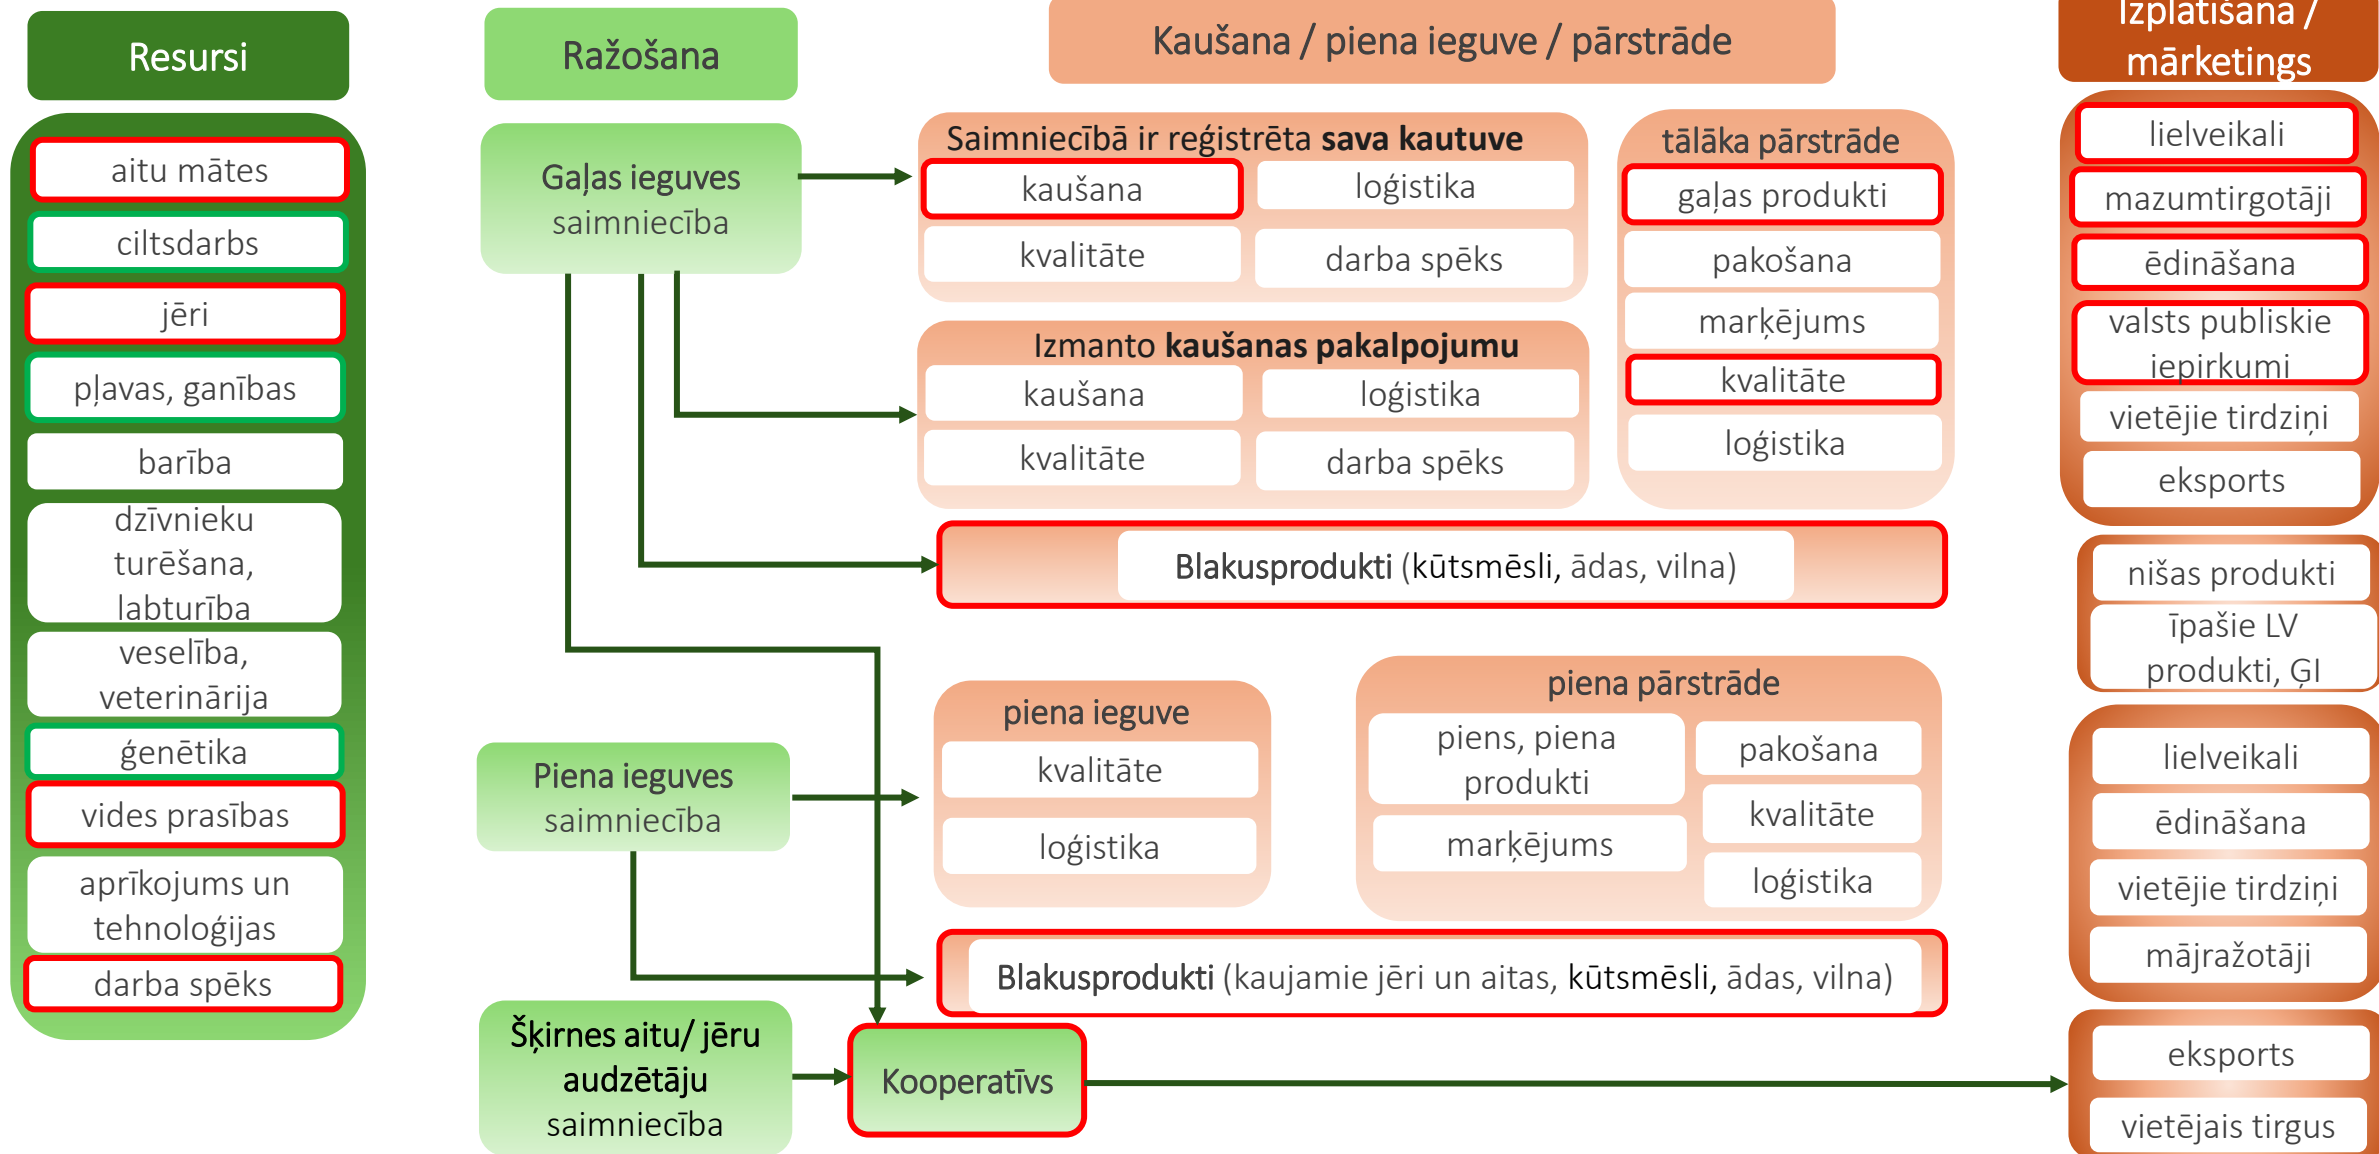 Resursi
aitu mātes
ciltsdarbs
jēri
pļavas, ganības
barība
dzīvnieku
turēšana,
labturība
veselība,
veterinārija
ģenētika
vides prasības
aprīkojums un
tehnoloģijas
darba spēks
Ražošana
Gaļas ieguves
saimniecība
Piena ieguves
saimniecība
Šķirnes aitu/ jēru
audzētāju
saimniecība
Kooperatīvs
Kaušana / piena ieguve / pārstrāde
Saimniecībā ir reģistrēta sava kautuve
kaušana
loģistika
kvalitāte
darba spēks
Izmanto kaušanas pakalpojumu
kaušana
loģistika
kvalitāte
darba spēks
tālāka pārstrāde
gaļas produkti
pakošana
marķējums
kvalitāte
loģistika
Blakusprodukti (kūtsmēsli, ādas, vilna)
piena ieguve
kvalitāte
loģistika
piena pārstrāde
piens, piena
produkti
marķējums
pakošana
kvalitāte
loģistika
Blakusprodukti (kaujamie jēri un aitas, kūtsmēsli, ādas, vilna)
Izplatīšana /
mārketings
lielveikali
mazumtirgotāji
ēdināšana
valsts publiskie
iepirkumi
vietējie tirdziņi
eksports
nišas produkti
īpašie LV
produkti, ĢI
lielveikali
ēdināšana
vietējie tirdziņi
mājražotāji
eksports
vietējais tirgus